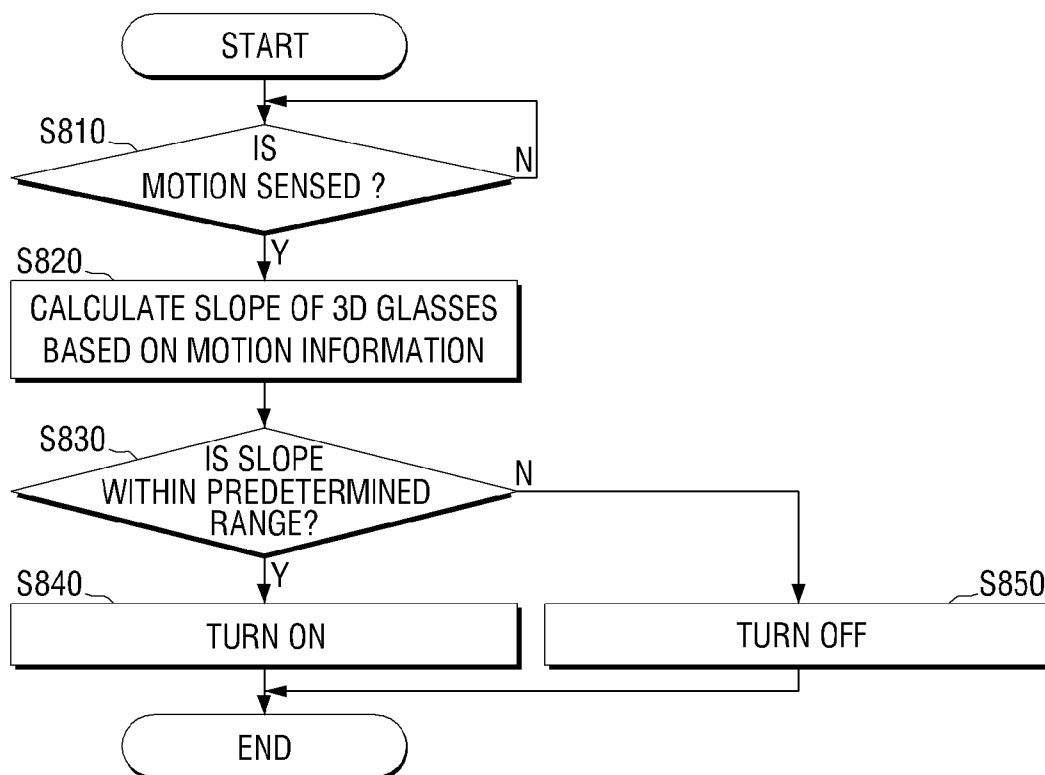 START
S810
IS
MOTION SENSED ?
N
Y
S820
CALCULATE SLOPE OF 3D GLASSES
BASED ON MOTION INFORMATION
S830
IS SLOPE
WITHIN PREDETERMINED
RANGE?
N
Y
S840
TURN ON
S850
TURN OFF
END